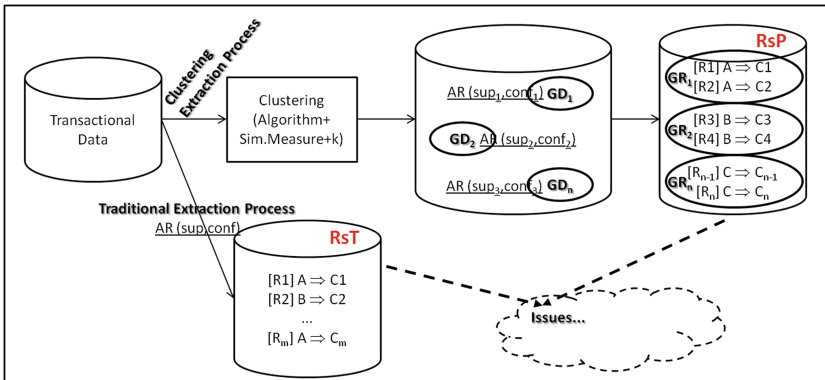 Transactional
Data
Clustering
Extraction Process
Clustering
(Algorithm+
Sim.Measure+k)
AR (sup₁,conf₁) GD₁
GD₂ AR (sup₂,conf₂)
AR (sup₃,conf₃) GDₙ
RsP
GR₁
[R1] A ⇒ C1
[R2] A ⇒ C2
GR₂
[R3] B ⇒ C3
[R4] B ⇒ C4
GRₙ
[Rₙ₋₁] C ⇒ Cₙ₋₁
[Rₙ] C ⇒ Cₙ
Traditional Extraction Process
AR (sup,conf)
RsT
[R1] A ⇒ C1
[R2] B ⇒ C2
...
[Rₘ] A ⇒ Cₘ
Issues...